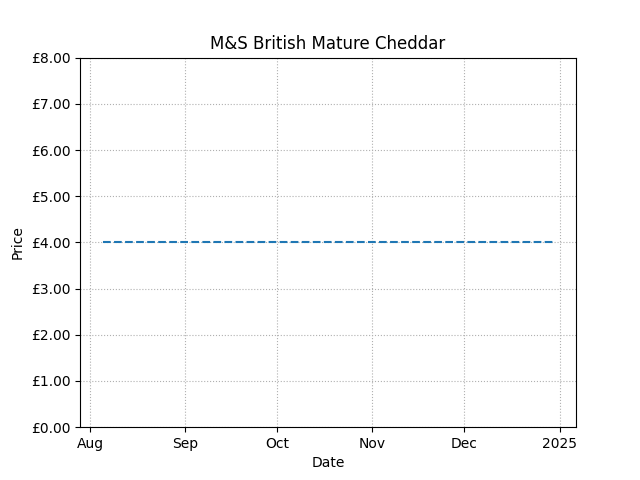 M&S British Mature Cheddar
£8.00
£7.00
£6.00
£5.00
£4.00
£3.00
£2.00
£1.00
£0.00
Price
Aug Sep Oct Nov Dec 2025
Date